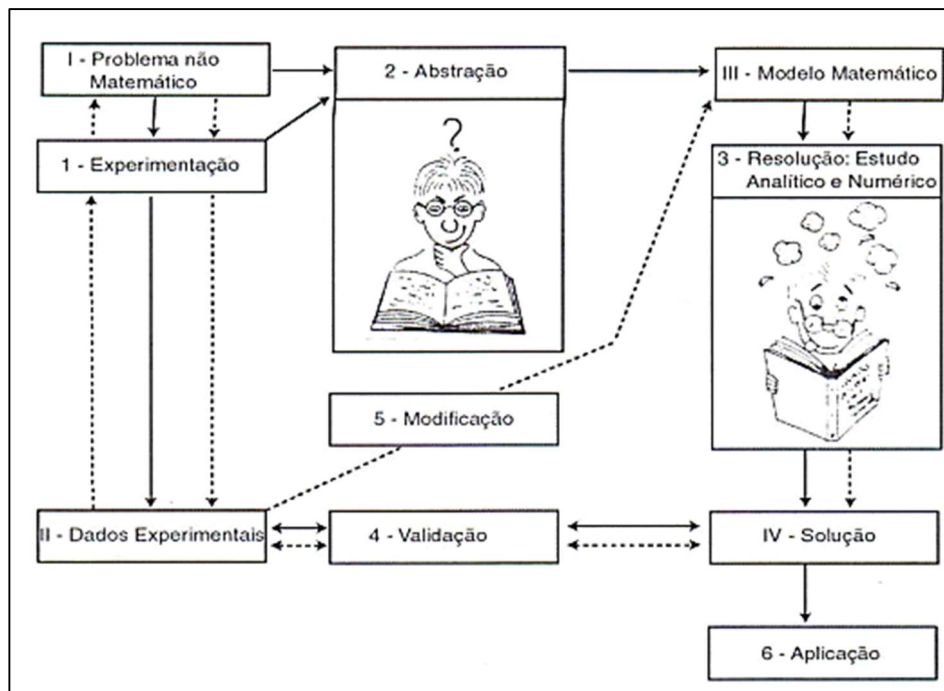 I - Problema não
Matemático
2 - Abstração
III - Modelo Matemático
1 - Experimentação
?
3 - Resolução: Estudo
Analítico e Numérico
5 - Modificação
II - Dados Experimentais
4 - Validação
IV - Solução
6 - Aplicação